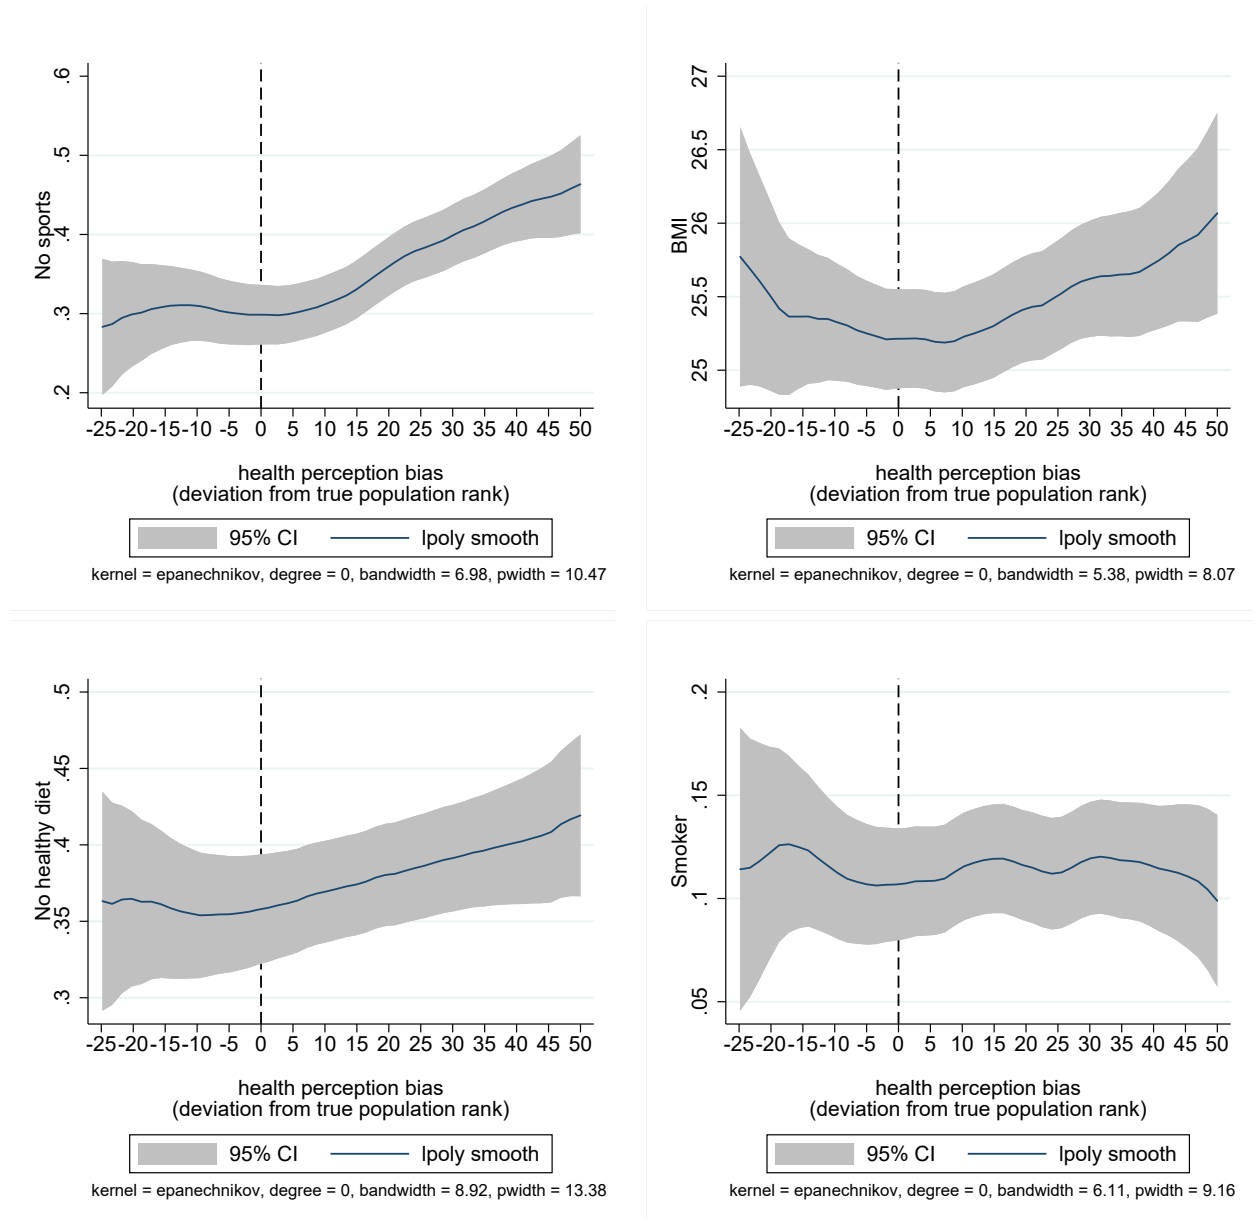 No sports
.6
.5
.4
.3
.2
-25 -20 -15 -10 -5 0 5 10 15 20 25 30 35 40 45 50
health perception bias
(deviation from true population rank)
95% CI lpoly smooth
kernel = epanechnikov, degree = 0, bandwidth = 6.98, pwidth = 10.47
BMI
27
26.5
26
25.5
25
-25 -20 -15 -10 -5 0 5 10 15 20 25 30 35 40 45 50
health perception bias
(deviation from true population rank)
95% CI lpoly smooth
kernel = epanechnikov, degree = 0, bandwidth = 5.38, pwidth = 8.07
No healthy diet
.5
.45
.4
.35
.3
-25 -20 -15 -10 -5 0 5 10 15 20 25 30 35 40 45 50
health perception bias
(deviation from true population rank)
95% CI lpoly smooth
kernel = epanechnikov, degree = 0, bandwidth = 8.92, pwidth = 13.38
Smoker
.2
.15
.1
.05
-25 -20 -15 -10 -5 0 5 10 15 20 25 30 35 40 45 50
health perception bias
(deviation from true population rank)
95% CI lpoly smooth
kernel = epanechnikov, degree = 0, bandwidth = 6.11, pwidth = 9.16